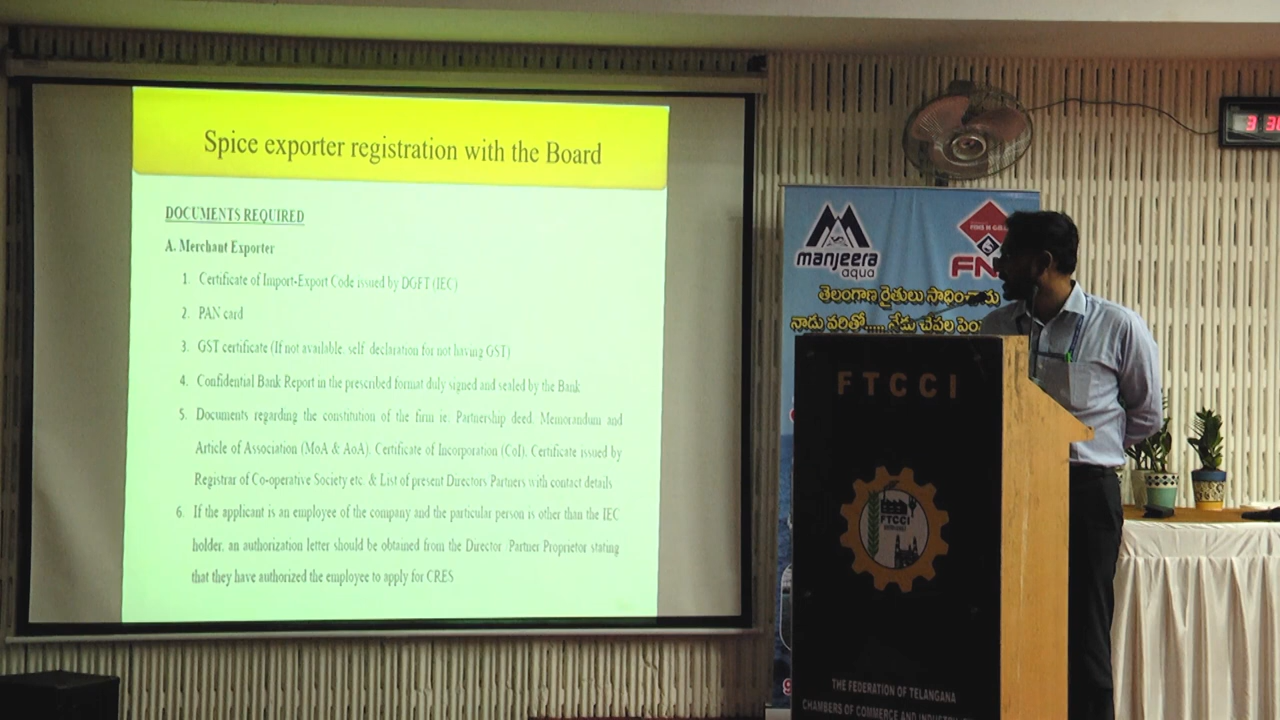 Spice exporter registration with the Board
DOCUMENTS REQUIRED
A. Merchant Exporter
1. Certificate of Import-Export Code issued by DGFT (IEC)
2. PAN card
3. GST certificate (If not available, self declaration for not having GST)
4. Confidential Bank Report in the prescribed format duly signed and sealed by the Bank
5. Documents regarding the constitution of the firm ie. Partnership deed, Memorandum and
Article of Association (MoA & AoA), Certificate of Incorporation (CoI), Certificate issued by
Registrar of Co-operative Society etc. & List of present Directors Partners with contact details
6. If the applicant is an employee of the company and the particular person is other than the IEC
holder, an authorization letter should be obtained from the Director Partner Proprietor stating
that they have authorized the employee to apply for CRES
3 3
manjeera
aqua
FINS N GILLS
తెలంగాణ రైతులు సాధించారు
నాడు వరితో..... నేడు చేపల
FTCCI
FTCCI
THE FEDERATION OF TELANGANA
CHAMBERS OF COMMERCE AND INDUSTRY